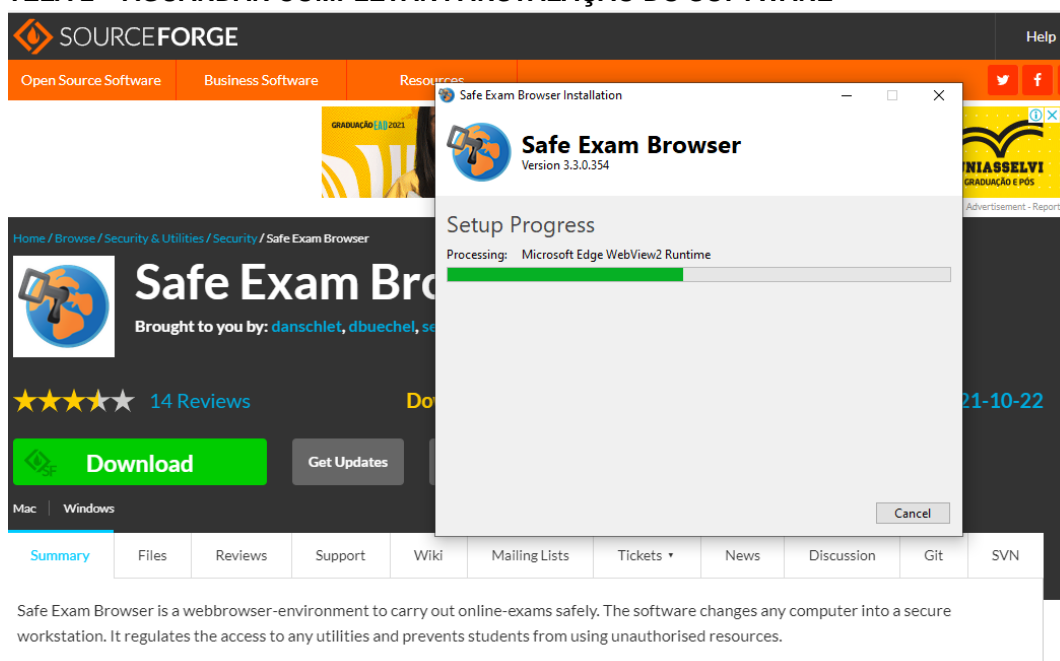 SOURCEFORGE
Help
Open Source Software Business Software Resources
GRADUAÇÃO EAD 2021
UNIASSELVI
GRADUAÇÃO E PÓS
Advertisement - Report
Safe Exam Browser Installation
Safe Exam Browser
Version 3.3.0.354
Setup Progress
Processing: Microsoft Edge WebView2 Runtime
Cancel
Home / Browse / Security & Utilities / Security / Safe Exam Browser
Safe Exam Bro
Brought to you by: danschlet, dbuechel, se
14 Reviews
Do
21-10-22
SF
Download
Get Updates
Mac Windows
Summary Files Reviews Support Wiki Mailing Lists Tickets News Discussion Git SVN
Safe Exam Browser is a webbrowser-environment to carry out online-exams safely. The software changes any computer into a secure
workstation. It regulates the access to any utilities and prevents students from using unauthorised resources.